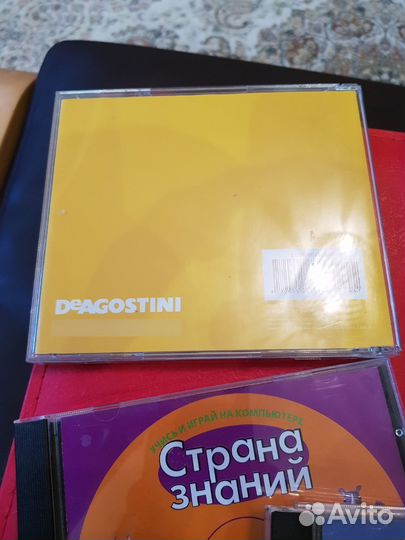 DeAGOSTINI
УЧИСЬ И ИГРАЙ НА КОМПЬЮТЕРЕ
Страна
знаний
Avito